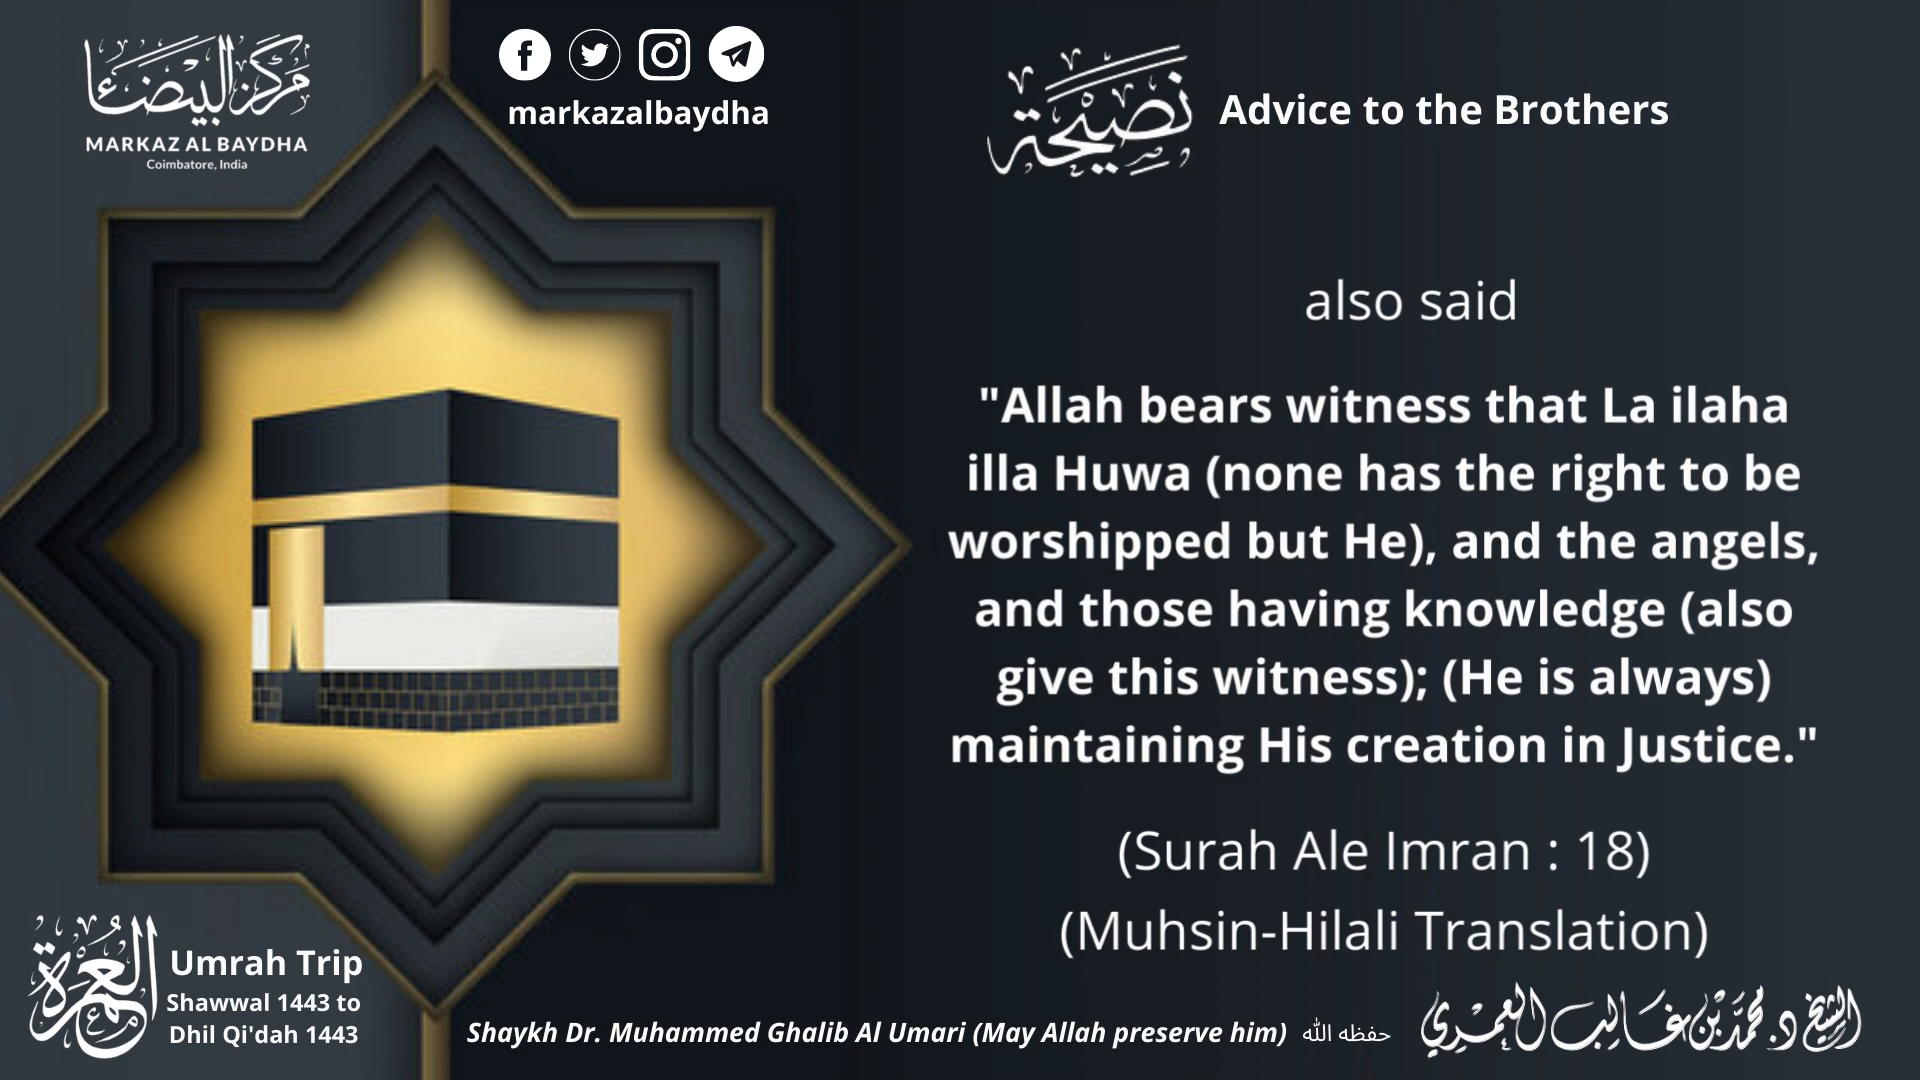 مركز البيضاء
MARKAZ AL BAYDHA
Coimbatore, India
markazalbaydha
نصيحة
Advice to the Brothers
also said
"Allah bears witness that La ilaha
illa Huwa (none has the right to be
worshipped but He), and the angels,
and those having knowledge (also
give this witness); (He is always)
maintaining His creation in Justice."
(Surah Ale Imran : 18)
(Muhsin-Hilali Translation)
العمرة
Umrah Trip
Shawwal 1443 to
Dhil Qi'dah 1443
Shaykh Dr. Muhammed Ghalib Al Umari (May Allah preserve him) حفظه الله
الشيخ د. محمد بن غالب العمري